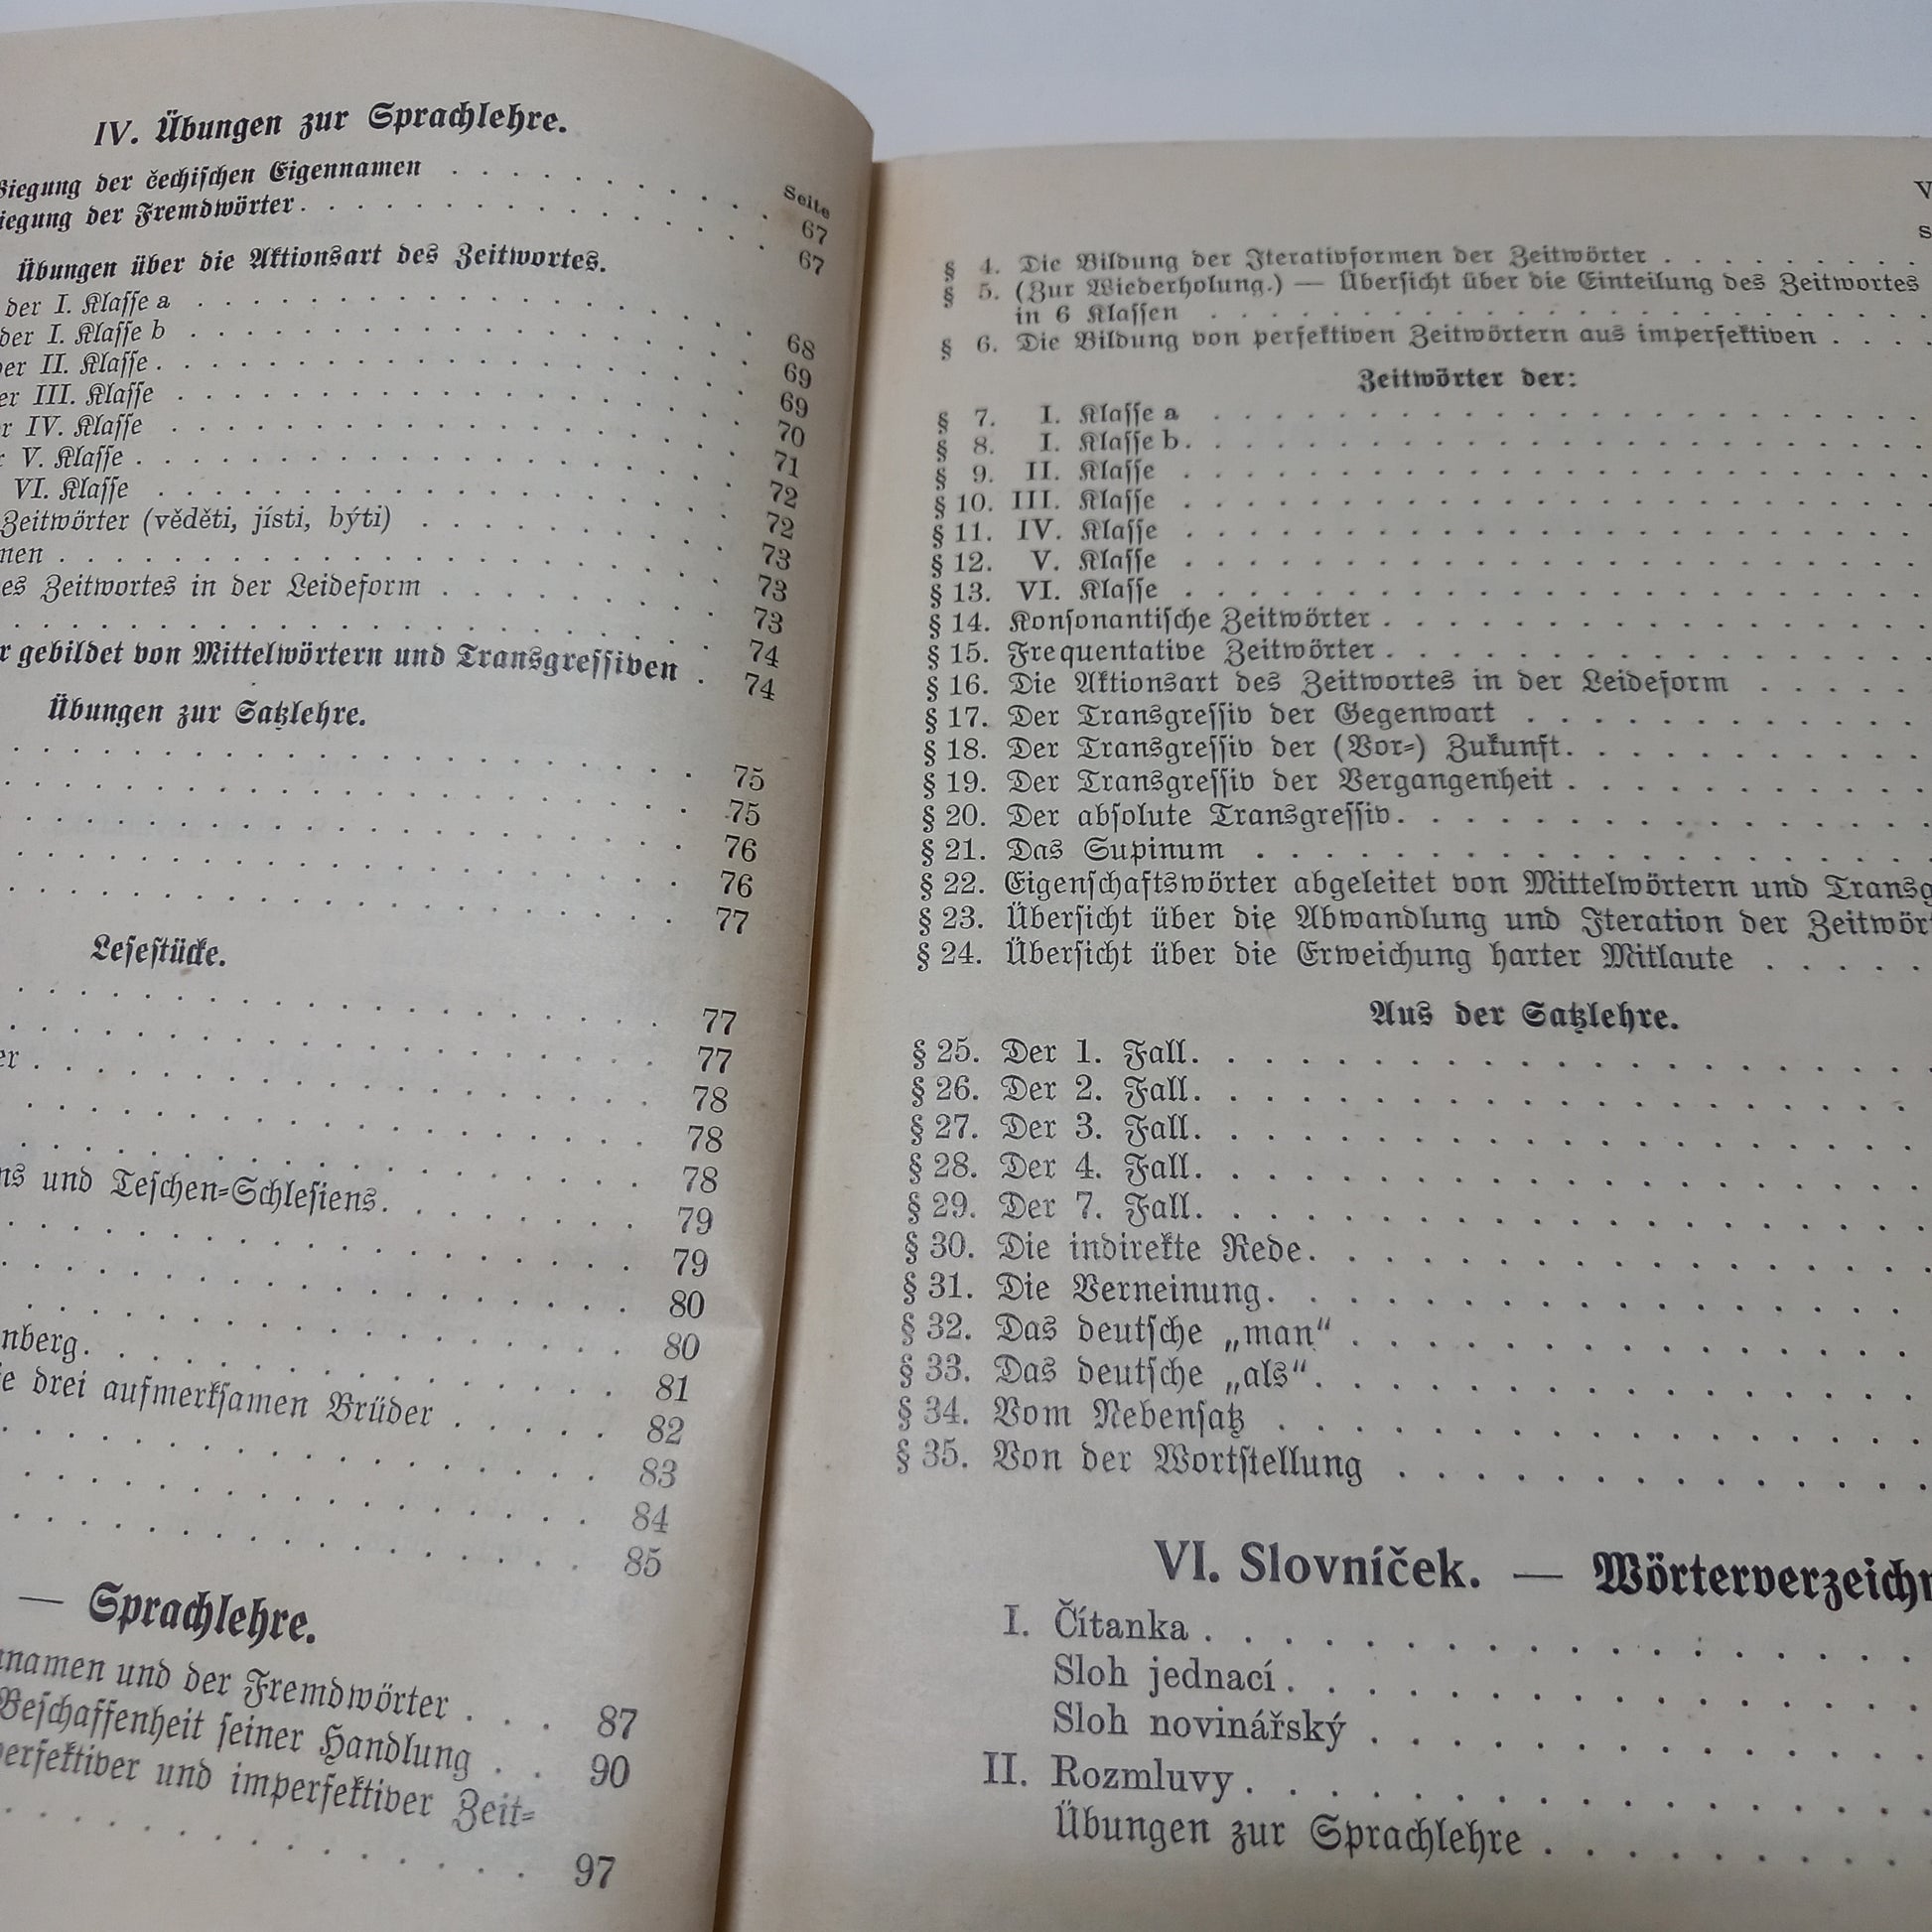 IV. Übungen zur Sprachlehre.
Seite
Biegung der čechischen Eigennamen . . . 67
Biegung der Fremdwörter . . . 67
Übungen über die Aktionsart des Zeitwortes.
der I. Klasse a . . . 68
der I. Klasse b . . . 69
der II. Klasse . . . 69
der III. Klasse . . . 70
IV. Klasse . . . 71
V. Klasse . . . 72
VI. Klasse . . . 72
Zeitwörter (věděti, jísti, býti) . . . 73
. . . 73
Zeitwortes in der Leideform . . . 73
. . . 74
gebildet von Mittelwörtern und Transgressiven . 74
Übungen zur Satzlehre.
. . . 75
. . . 75
. . . 76
. . . 76
. . . 77
Lesestücke.
. . . 77
. . . 77
. . . 78
. . . 78
. . . 78
und Teschen-Schlesiens . . . 79
. . . 79
. . . 80
. . . 80
nberg . . . 81
drei aufmerksamen Brüder . . . 82
. . . 83
. . . 84
. . . 85
— Sprachlehre.
namen und der Fremdwörter . . . 87
Beschaffenheit seiner Handlung . . 90
perfektiver und imperfektiver Zeit-
. . . 97
V
S
§ 4. Die Bildung der Iterativformen der Zeitwörter . . .
§ 5. (Zur Wiederholung.) — Übersicht über die Einteilung des Zeitwortes
in 6 Klassen . . .
§ 6. Die Bildung von perfektiven Zeitwörtern aus imperfektiven . . .
Zeitwörter der:
§ 7. I. Klasse a . . .
§ 8. I. Klasse b . . .
§ 9. II. Klasse . . .
§ 10. III. Klasse . . .
§ 11. IV. Klasse . . .
§ 12. V. Klasse . . .
§ 13. VI. Klasse . . .
§ 14. Konsonantische Zeitwörter . . .
§ 15. Frequentative Zeitwörter . . .
§ 16. Die Aktionsart des Zeitwortes in der Leideform . . .
§ 17. Der Transgressiv der Gegenwart . . .
§ 18. Der Transgressiv der (Vor-) Zukunft . . .
§ 19. Der Transgressiv der Vergangenheit . . .
§ 20. Der absolute Transgressiv . . .
§ 21. Das Supinum . . .
§ 22. Eigenschaftswörter abgeleitet von Mittelwörtern und Transg
§ 23. Übersicht über die Abwandlung und Iteration der Zeitwört
§ 24. Übersicht über die Erweichung harter Mitlaute . . .
Aus der Satzlehre.
§ 25. Der 1. Fall . . .
§ 26. Der 2. Fall . . .
§ 27. Der 3. Fall . . .
§ 28. Der 4. Fall . . .
§ 29. Der 7. Fall . . .
§ 30. Die indirekte Rede . . .
§ 31. Die Verneinung . . .
§ 32. Das deutsche „man“ . . .
§ 33. Das deutsche „als“ . . .
§ 34. Vom Nebensatz . . .
§ 35. Von der Wortstellung . . .
VI. Slovníček. — Wörterverzeichn
I. Čítanka . . .
Sloh jednací . . .
Sloh novinářský . . .
II. Rozmluvy . . .
Übungen zur Sprachlehre . . .